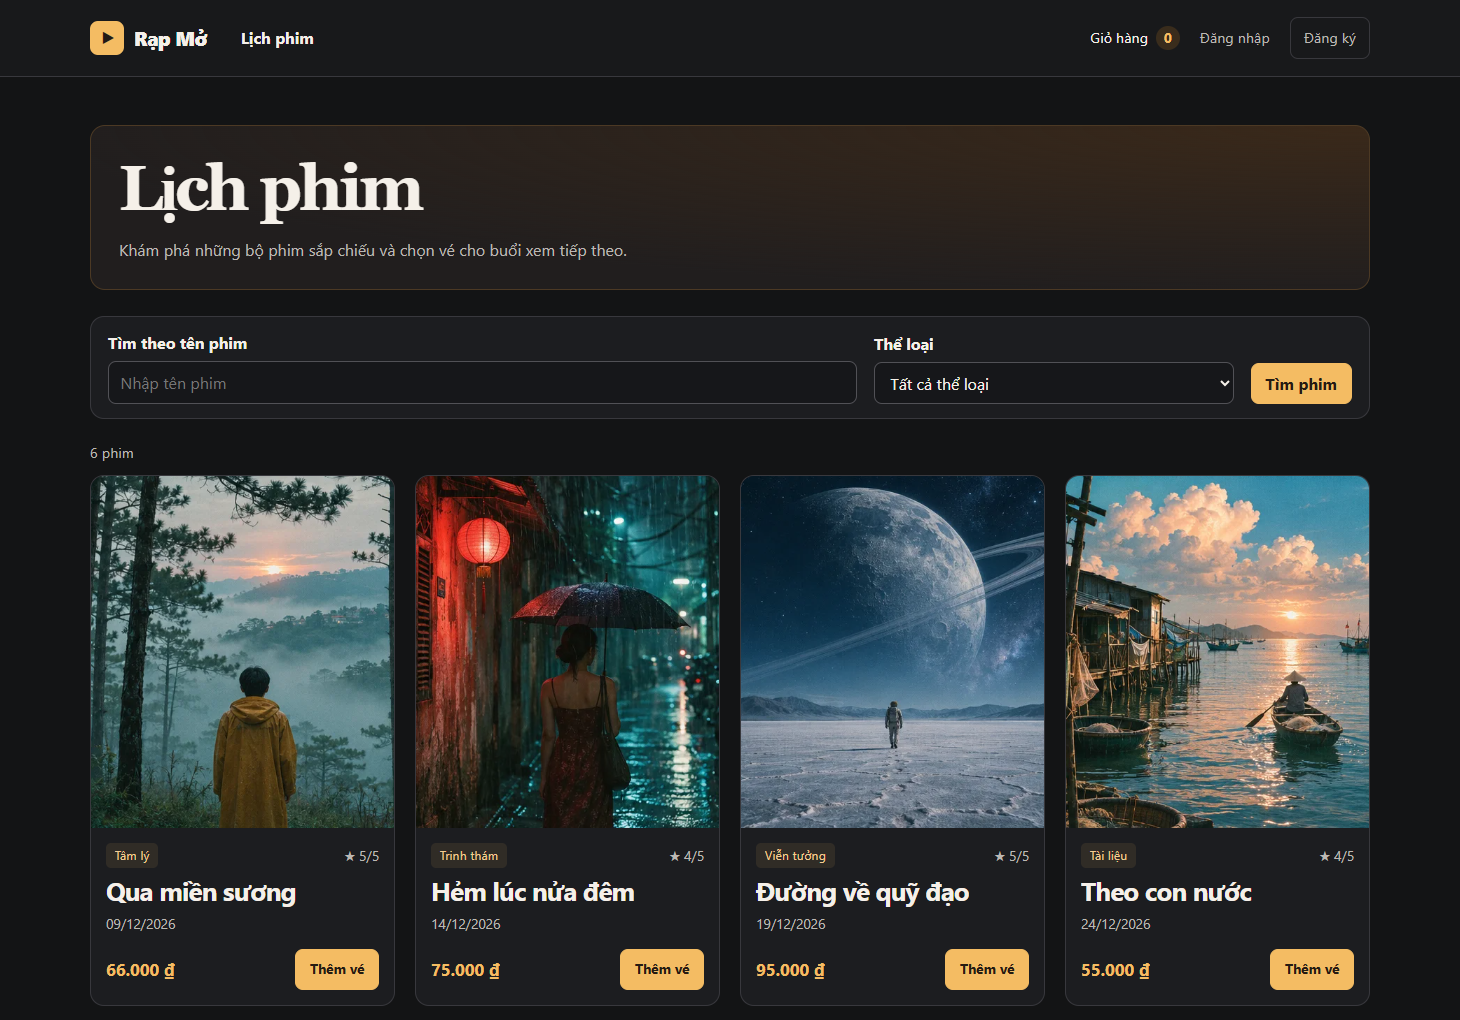 Rạp Mở
Lịch phim
Giỏ hàng 0
Đăng nhập
Đăng ký
Lịch phim
Khám phá những bộ phim sắp chiếu và chọn vé cho buổi xem tiếp theo.
Tìm theo tên phim
Nhập tên phim
Thể loại
Tất cả thể loại
Tìm phim
6 phim
Tâm lý
★ 5/5
Qua miền sương
09/12/2026
66.000 ₫
Thêm vé
Trinh thám
★ 4/5
Hẻm lúc nửa đêm
14/12/2026
75.000 ₫
Thêm vé
Viễn tưởng
★ 5/5
Đường về quỹ đạo
19/12/2026
95.000 ₫
Thêm vé
Tài liệu
★ 4/5
Theo con nước
24/12/2026
55.000 ₫
Thêm vé